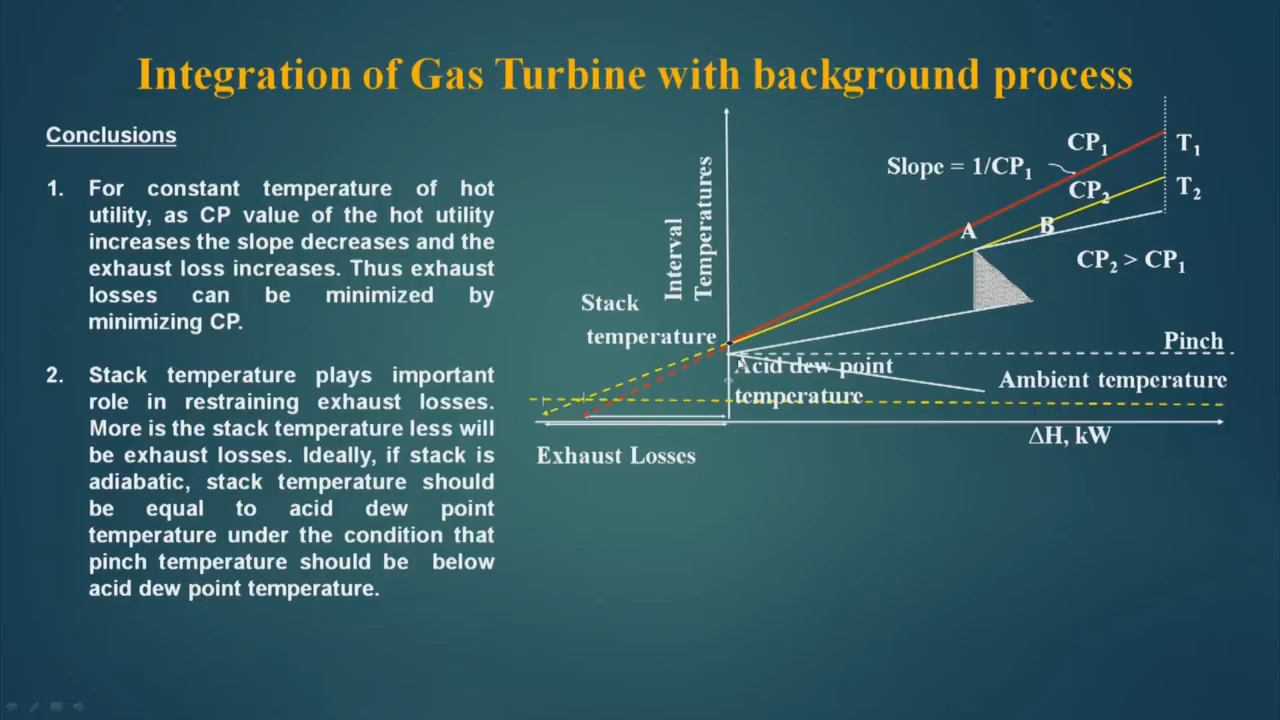 Integration of Gas Turbine with background process
Conclusions
1. For constant temperature of hot
utility, as CP value of the hot utility
increases the slope decreases and the
exhaust loss increases. Thus exhaust
losses can be minimized by
minimizing CP.
2. Stack temperature plays important
role in restraining exhaust losses.
More is the stack temperature less will
be exhaust losses. Ideally, if stack is
adiabatic, stack temperature should
be equal to acid dew point
temperature under the condition that
pinch temperature should be below
acid dew point temperature.
Interval
Temperatures
CP₁
T₁
Slope = 1/CP₁
CP₂
T₂
A
B
CP₂ > CP₁
Stack
temperature
Pinch
Acid dew point
temperature
Ambient temperature
ΔH, kW
Exhaust Losses